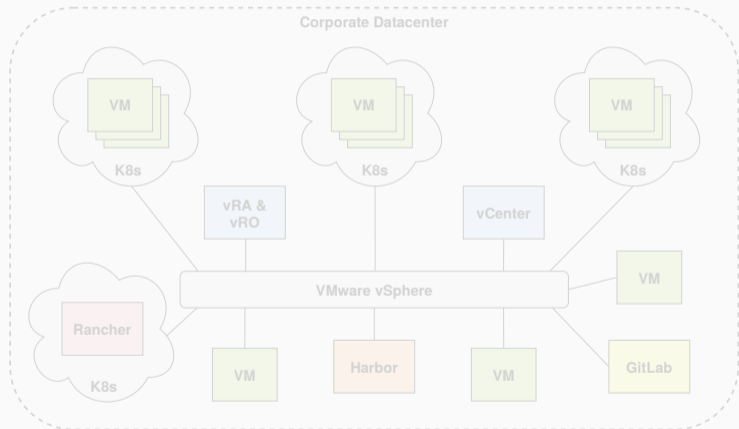 Corporate Datacenter
VM
K8s
VM
K8s
VM
K8s
vRA &
vRO
vCenter
VM
VMware vSphere
Rancher
K8s
VM
Harbor
VM
GitLab